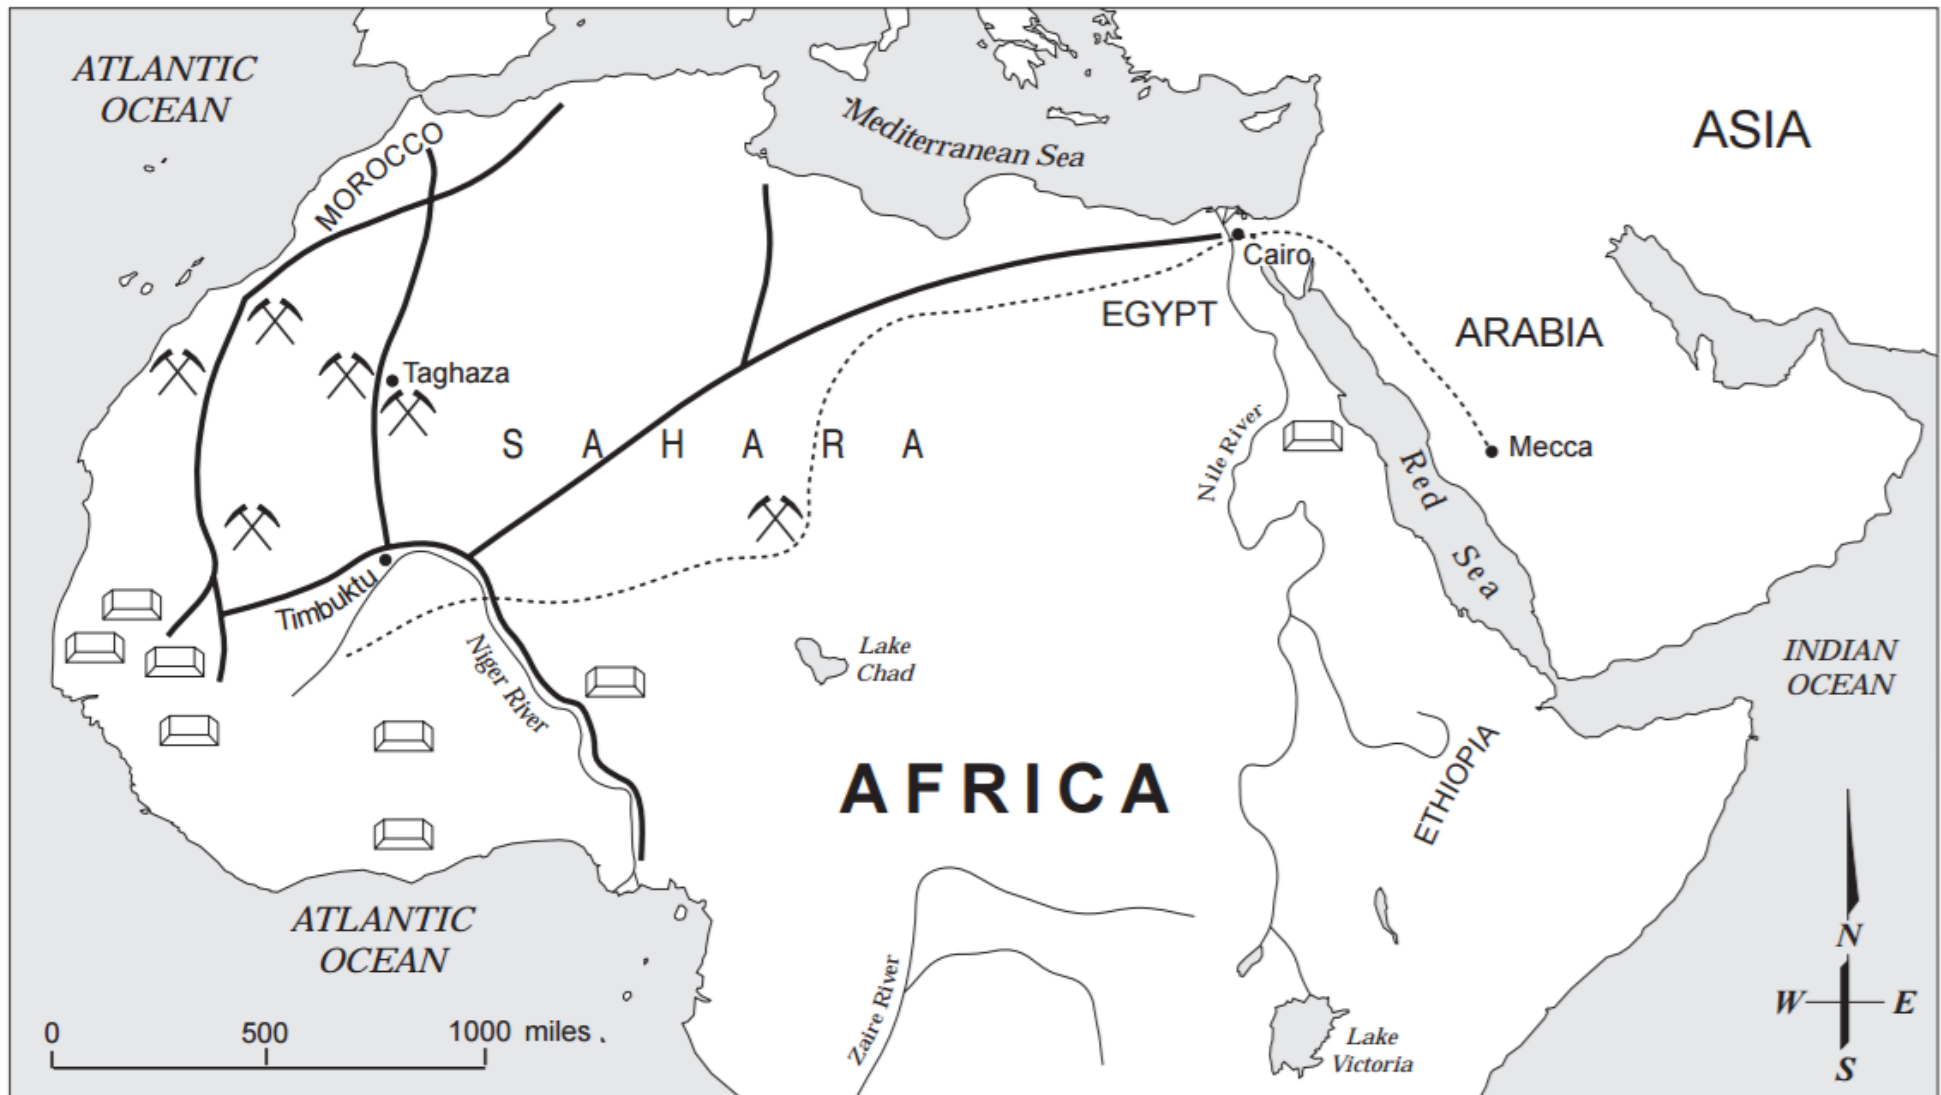 ATLANTIC
OCEAN
ASIA
MOROCCO
Mediterranean Sea
Cairo
EGYPT
ARABIA
Taghaza
S A H A R A
Nile River
Mecca
Red Sea
Timbuktu
Niger River
Lake
Chad
INDIAN
OCEAN
AFRICA
ETHIOPIA
ATLANTIC
OCEAN
Zaire River
Lake
Victoria
0 500 1000 miles
N
W E
S